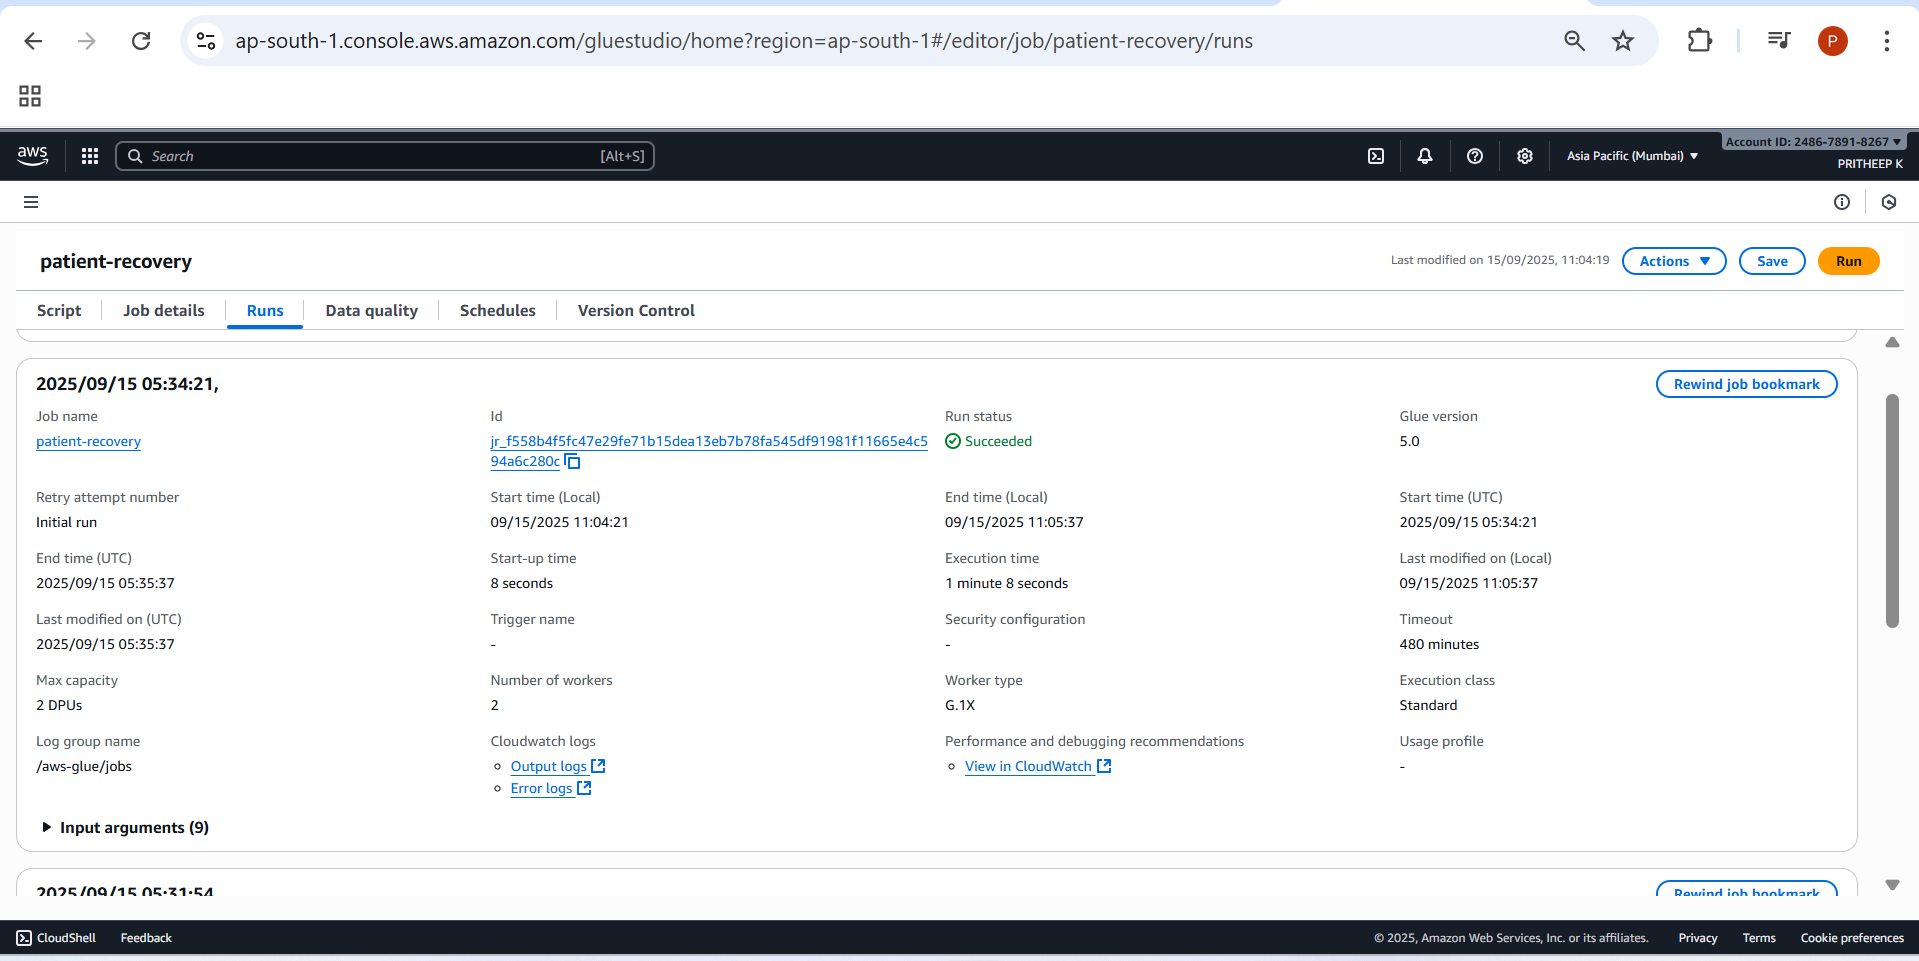 ap-south-1.console.aws.amazon.com/gluestudio/home?region=ap-south-1#/editor/job/patient-recovery/runs
P
aws
Search
[Alt+S]
Asia Pacific (Mumbai)
Account ID: 2486-7891-8267
PRITHEEP K
patient-recovery
Last modified on 15/09/2025, 11:04:19
Actions
Save
Run
Script
Job details
Runs
Data quality
Schedules
Version Control
2025/09/15 05:34:21,
Rewind job bookmark
Job name
patient-recovery
Id
jr_f558b4f5fc47e29fe71b15dea13eb7b78fa545df91981f11665e4c5
94a6c280c
Run status
Succeeded
Glue version
5.0
Retry attempt number
Initial run
Start time (Local)
09/15/2025 11:04:21
End time (Local)
09/15/2025 11:05:37
Start time (UTC)
2025/09/15 05:34:21
End time (UTC)
2025/09/15 05:35:37
Start-up time
8 seconds
Execution time
1 minute 8 seconds
Last modified on (Local)
09/15/2025 11:05:37
Last modified on (UTC)
2025/09/15 05:35:37
Trigger name
-
Security configuration
-
Timeout
480 minutes
Max capacity
2 DPUs
Number of workers
2
Worker type
G.1X
Execution class
Standard
Log group name
/aws-glue/jobs
Cloudwatch logs
Output logs
Error logs
Performance and debugging recommendations
View in CloudWatch
Usage profile
-
Input arguments (9)
2025/09/15 05:31:54
Rewind job bookmark
CloudShell
Feedback
© 2025, Amazon Web Services, Inc. or its affiliates.
Privacy
Terms
Cookie preferences